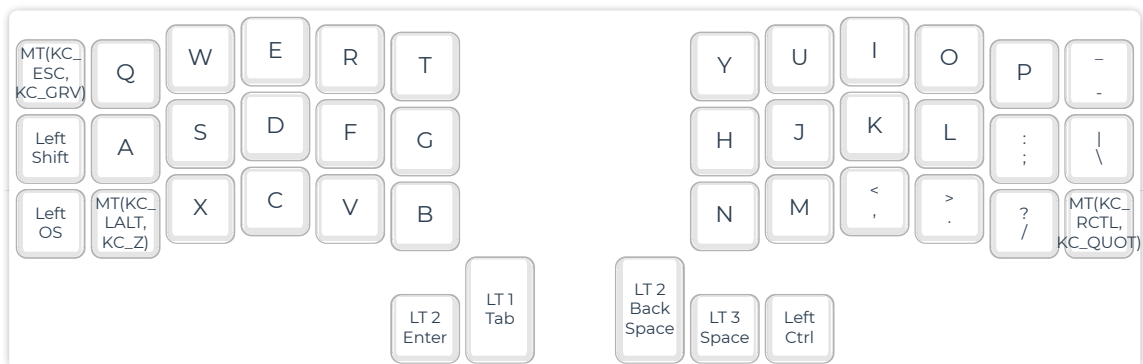 MT(KC_
ESC,
KC_GRV)
Q
W
E
R
T
Y
U
I
O
P
_
-
Left
Shift
A
S
D
F
G
H
J
K
L
:
;
|
\
Left
OS
MT(KC_
LALT,
KC_Z)
X
C
V
B
N
M
<
,
>
.
?
/
MT(KC_
RCTL,
KC_QUOT)
LT 2
Enter
LT 1
Tab
LT 2
Back
Space
LT 3
Space
Left
Ctrl